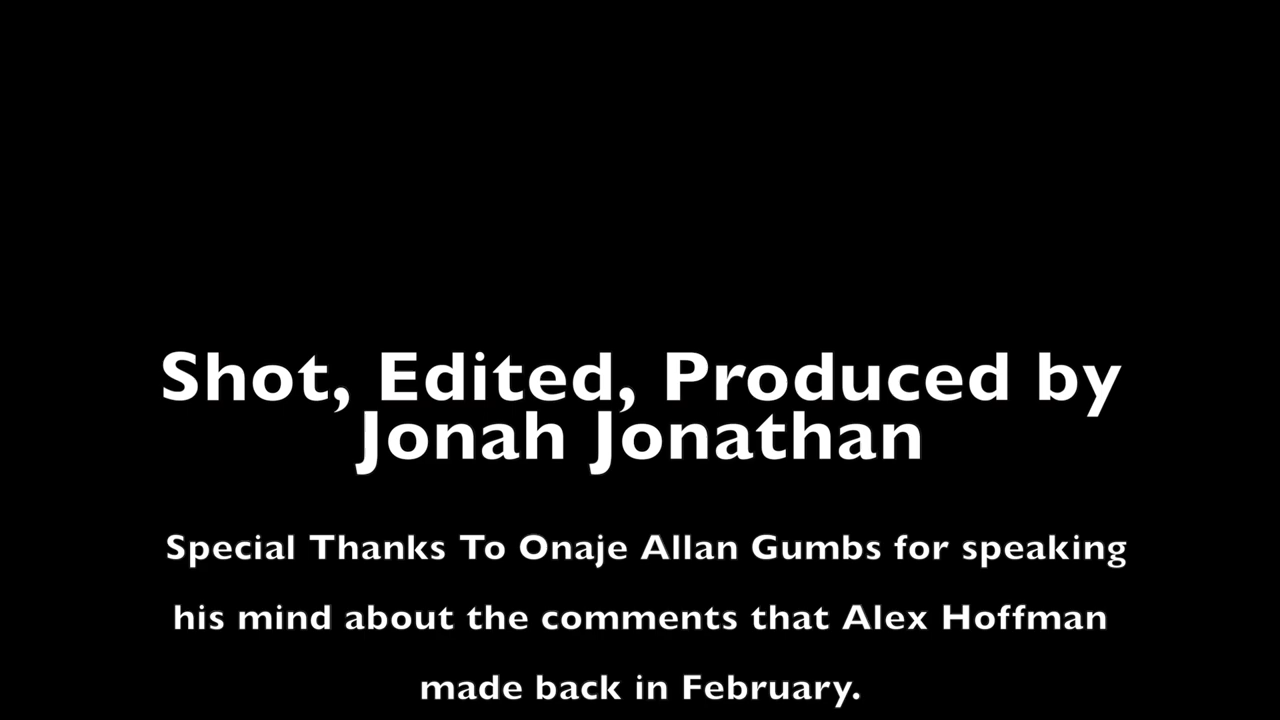 Shot, Edited, Produced by
Jonah Jonathan
Special Thanks To Onaje Allan Gumbs for speaking
his mind about the comments that Alex Hoffman
made back in February.